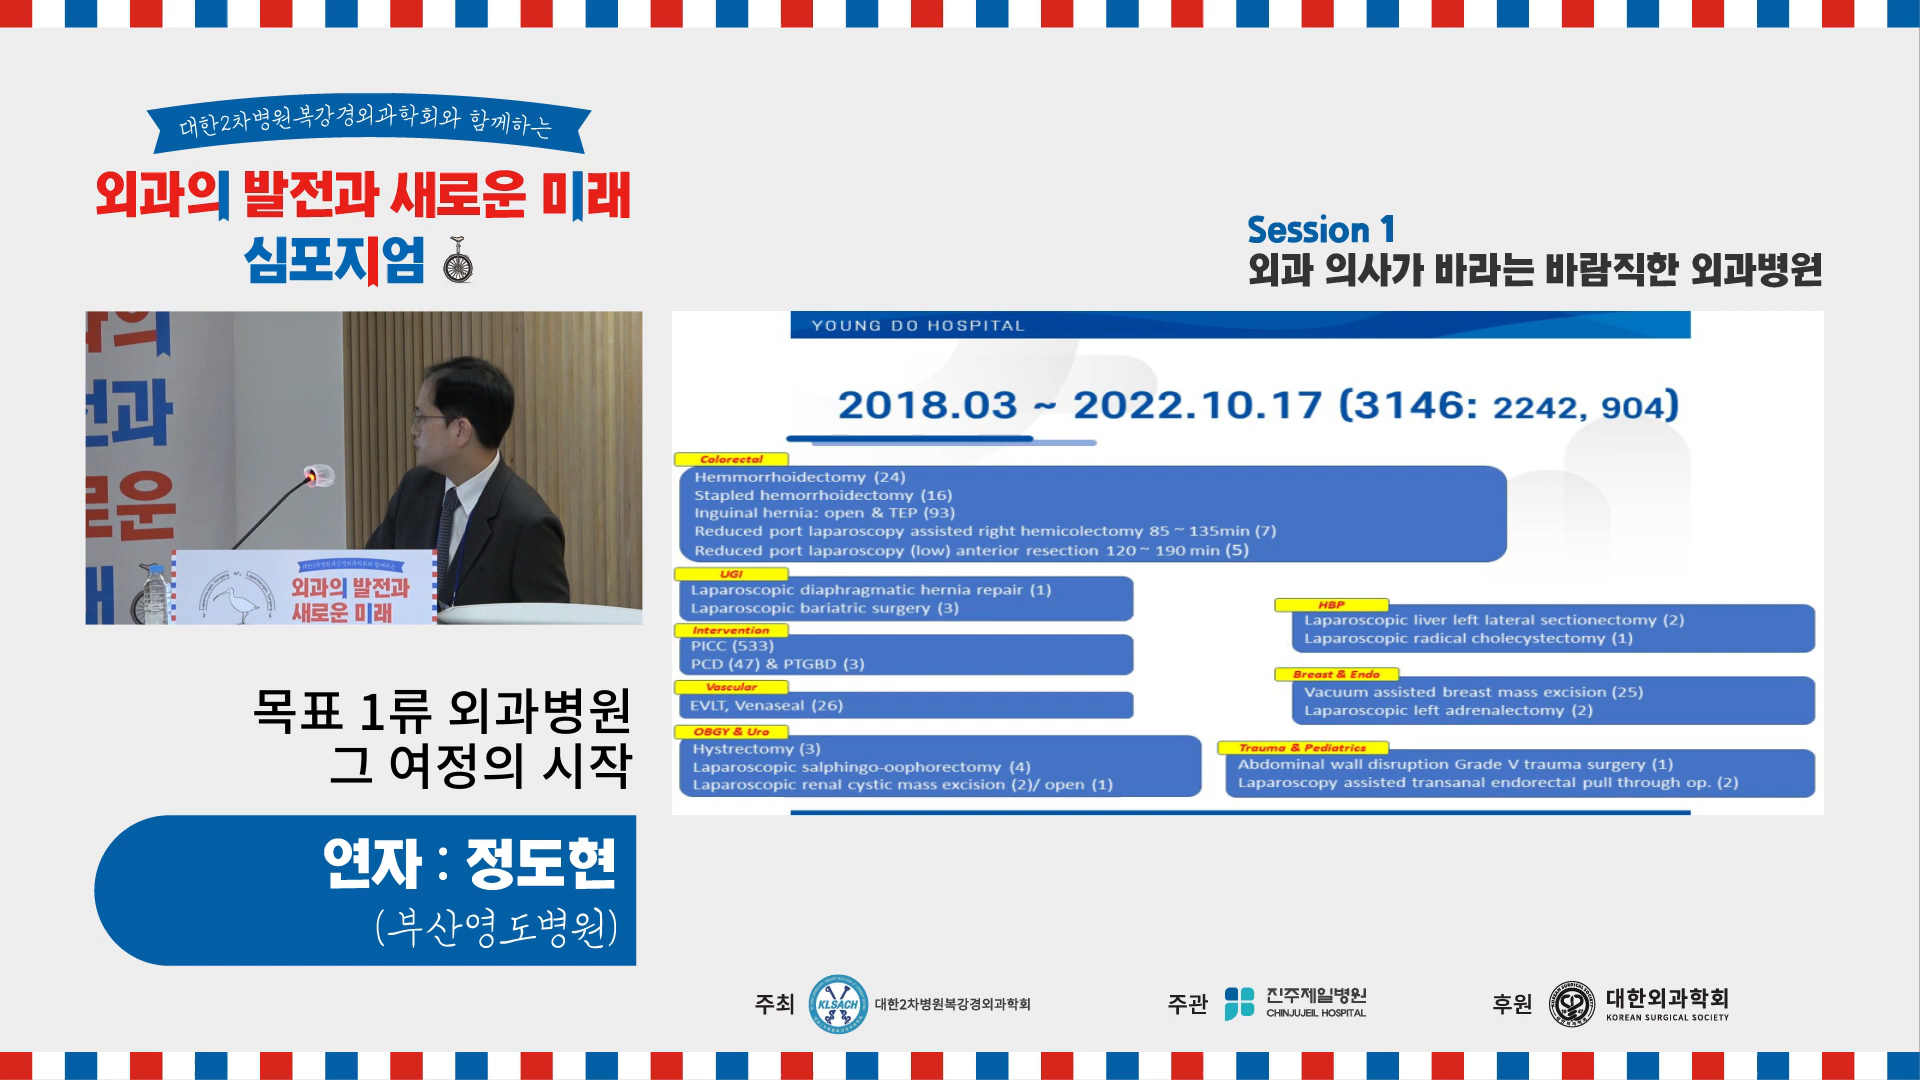 대한2차병원복강경외과학회와 함께하는
외과의 발전과 새로운 미래
심포지엄
Session 1
외과 의사가 바라는 바람직한 외과병원
YOUNG DO HOSPITAL
2018.03 ~ 2022.10.17 (3146: 2242, 904)
Colorectal
Hemmorrhoidectomy (24)
Stapled hemorrhoidectomy (16)
Inguinal hernia: open & TEP (93)
Reduced port laparoscopy assisted right hemicolectomy 85 ~ 135min (7)
Reduced port laparoscopy (low) anterior resection 120 ~ 190 min (5)
UGI
Laparoscopic diaphragmatic hernia repair (1)
Laparoscopic bariatric surgery (3)
Intervention
PICC (533)
PCD (47) & PTGBD (3)
Vascular
EVLT, Venaseal (26)
OBGY & Uro
Hystrectomy (3)
Laparoscopic salphingo-oophorectomy (4)
Laparoscopic renal cystic mass excision (2)/ open (1)
HBP
Laparoscopic liver left lateral sectionectomy (2)
Laparoscopic radical cholecystectomy (1)
Breast & Endo
Vacuum assisted breast mass excision (25)
Laparoscopic left adrenalectomy (2)
Trauma & Pediatrics
Abdominal wall disruption Grade V trauma surgery (1)
Laparoscopy assisted transanal endorectal pull through op. (2)
외과의 발전과
새로운 미래
목표 1류 외과병원
그 여정의 시작
연자 : 정도현
(부산영도병원)
주최 KLSACH 대한2차병원복강경외과학회
주관 진주제일병원
CHINJUJEIL HOSPITAL
후원 대한외과학회
KOREAN SURGICAL SOCIETY